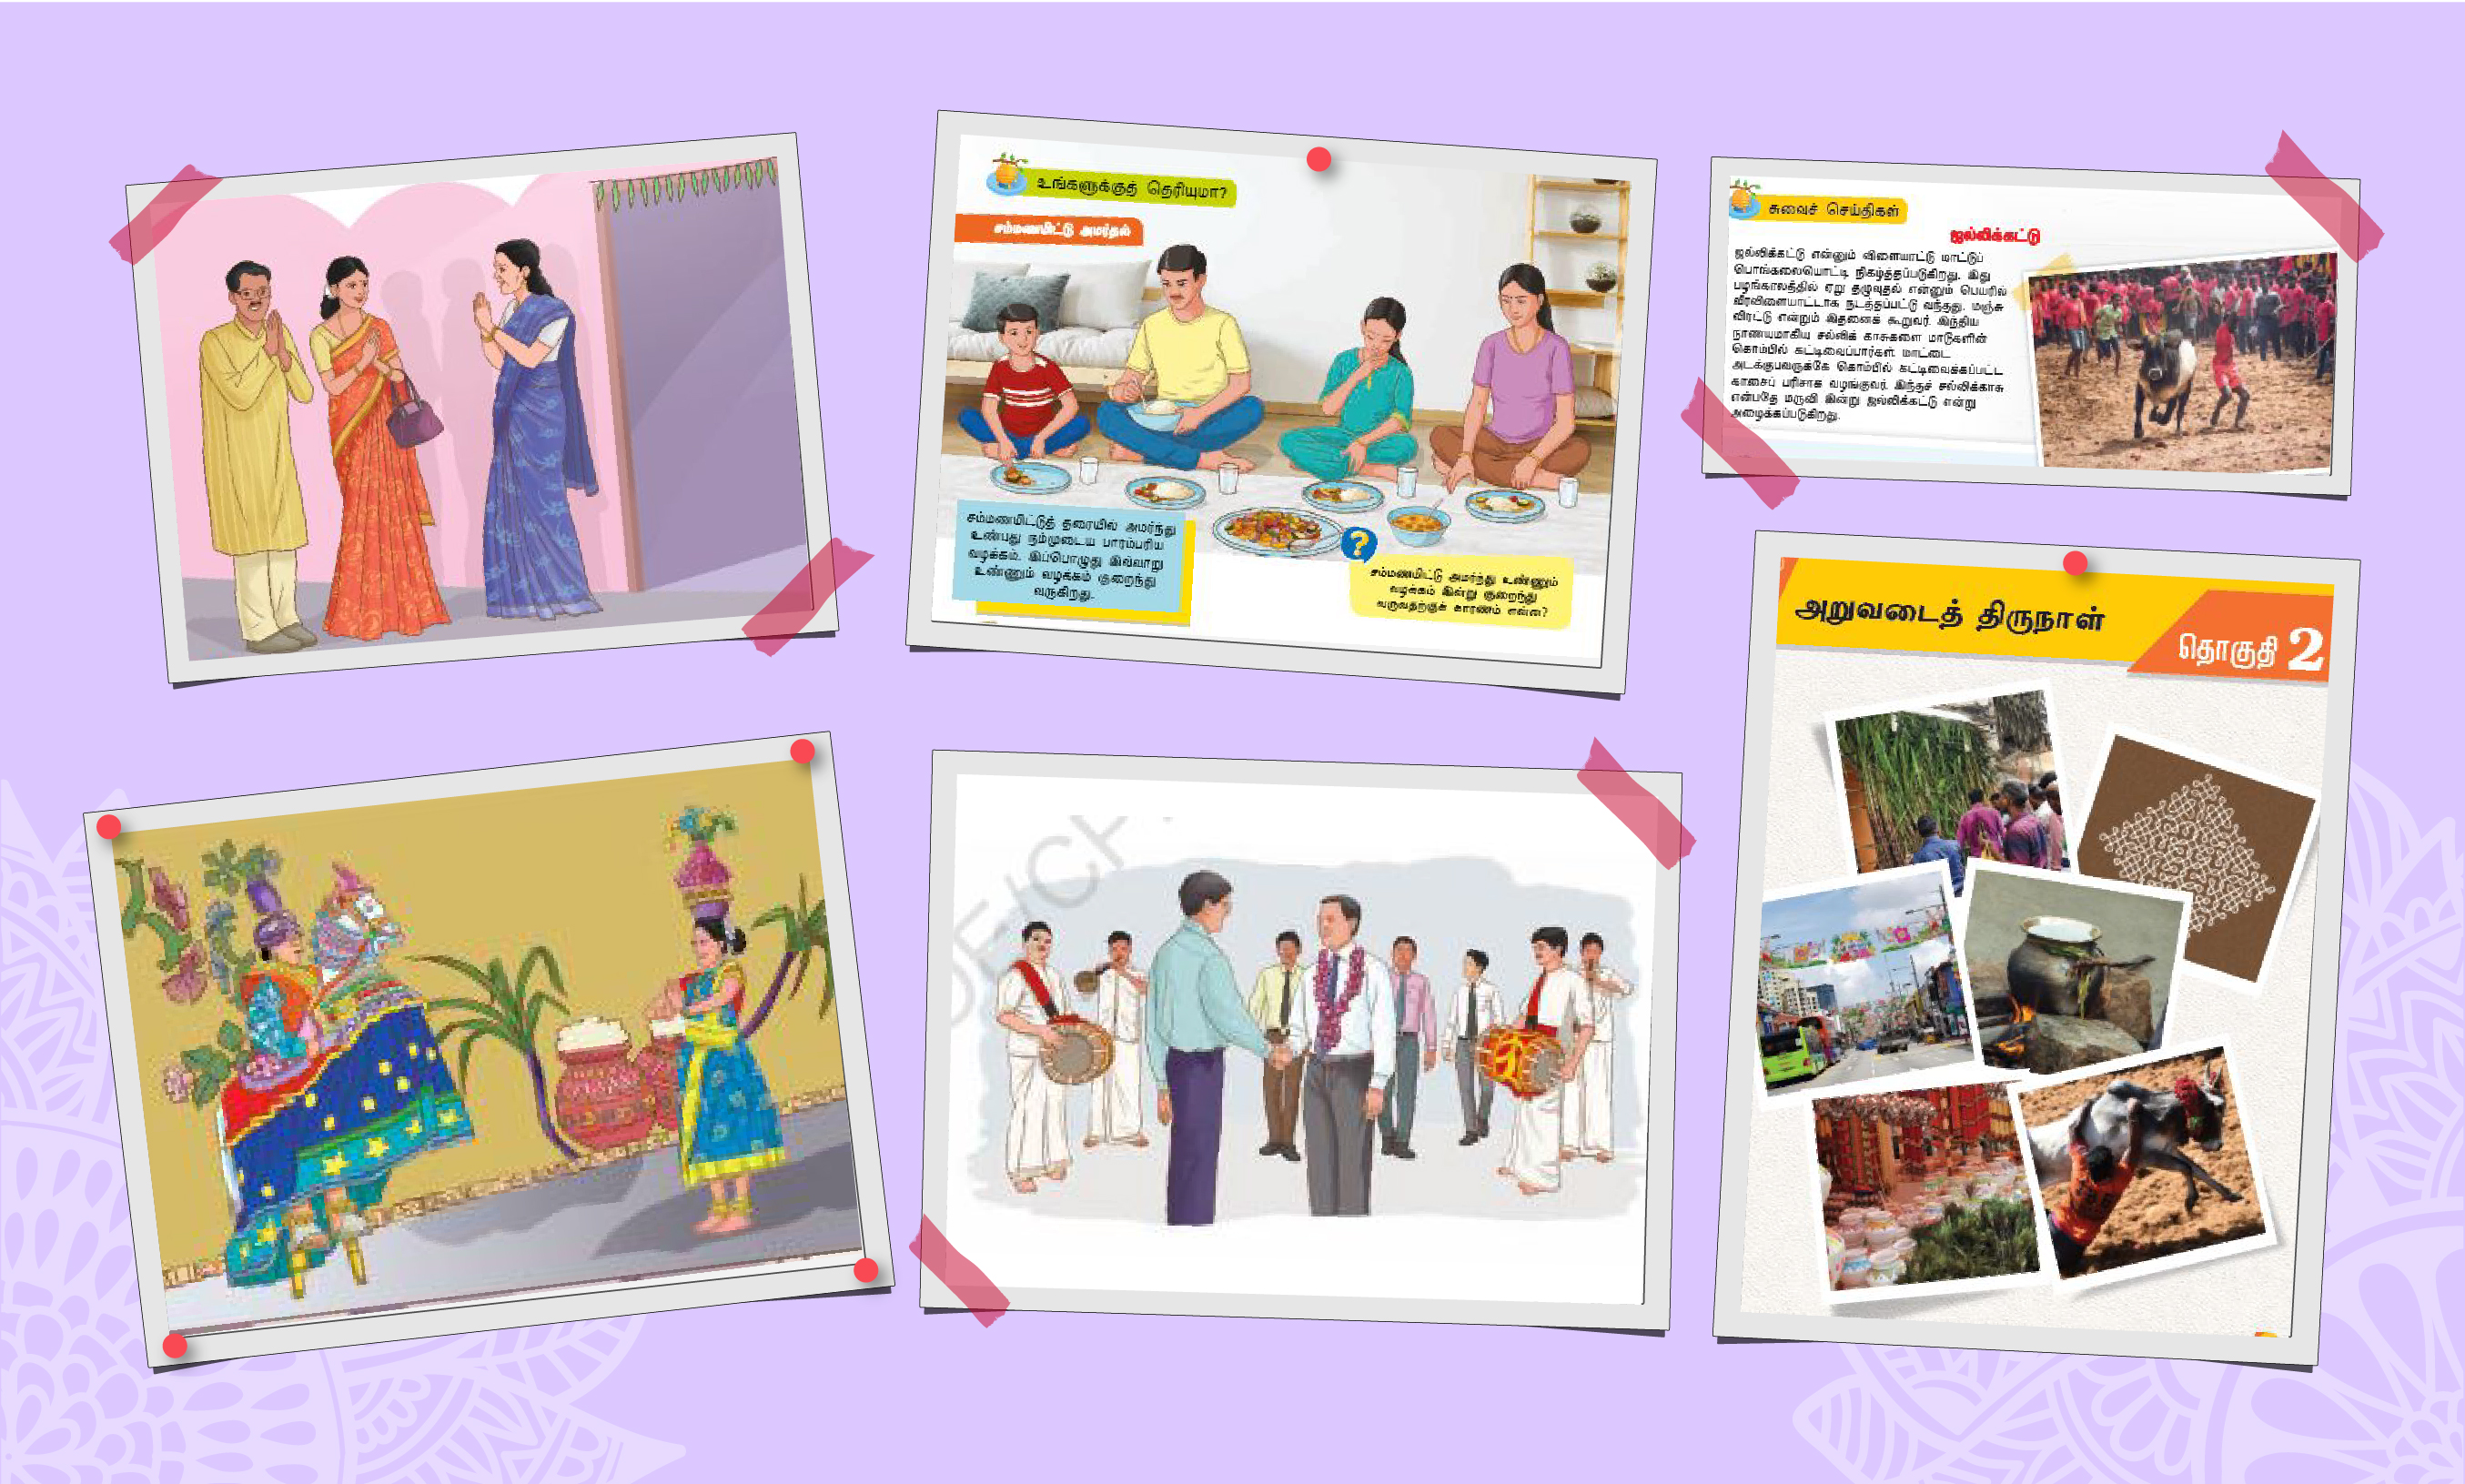 உங்களுக்குத் தெரியுமா?
சம்மணமிட்டு அமர்தல்
சம்மணமிட்டுத் தரையில் அமர்ந்து
உண்பது நம்முடைய பாரம்பரிய
வழக்கம். இப்பொழுது இவ்வாறு
உண்ணும் வழக்கம் குறைந்து
வருகிறது.
?
சம்மணமிட்டு அமர்ந்து உண்ணும்
வழக்கம் இன்று குறைந்து
வருவதற்குக் காரணம் என்ன?
சுவைச் செய்திகள்
ஜல்லிக்கட்டு
ஜல்லிக்கட்டு என்னும் விளையாட்டு மாட்டுப்
பொங்கலையொட்டி நிகழ்த்தப்படுகிறது. இது
பழங்காலத்தில் ஏறு தழுவுதல் என்னும் பெயரில்
வீரவிளையாட்டாக நடத்தப்பட்டு வந்தது. மஞ்சு
விரட்டு என்றும் இதனைக் கூறுவர். இந்திய
நாணயமாகிய சல்லிக் காசுகளை மாடுகளின்
கொம்பில் கட்டிவைப்பார்கள். மாட்டை
அடக்குபவருக்கே கொம்பில் கட்டிவைக்கப்பட்ட
காசைப் பரிசாக வழங்குவர். இந்தச் சல்லிக்காசு
என்பதே மருவி இன்று ஜல்லிக்கட்டு என்று
அழைக்கப்படுகிறது.
அறுவடைத் திருநாள்
தொகுதி 2